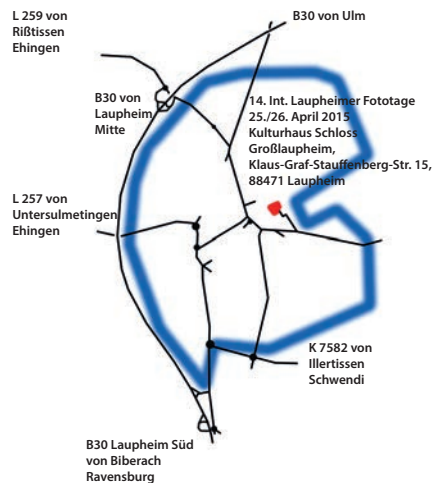 L 259 von
Rißtissen
Ehingen
B30 von Ulm
B30 von
Laupheim
Mitte
14. Int. Laupheimer Fototage
25./26. April 2015
Kulturhaus Schloss
Großlaupheim,
Klaus-Graf-Stauffenberg-Str. 15,
88471 Laupheim
L 257 von
Untersulmetingen
Ehingen
K 7582 von
Illertissen
Schwendi
B30 Laupheim Süd
von Biberach
Ravensburg